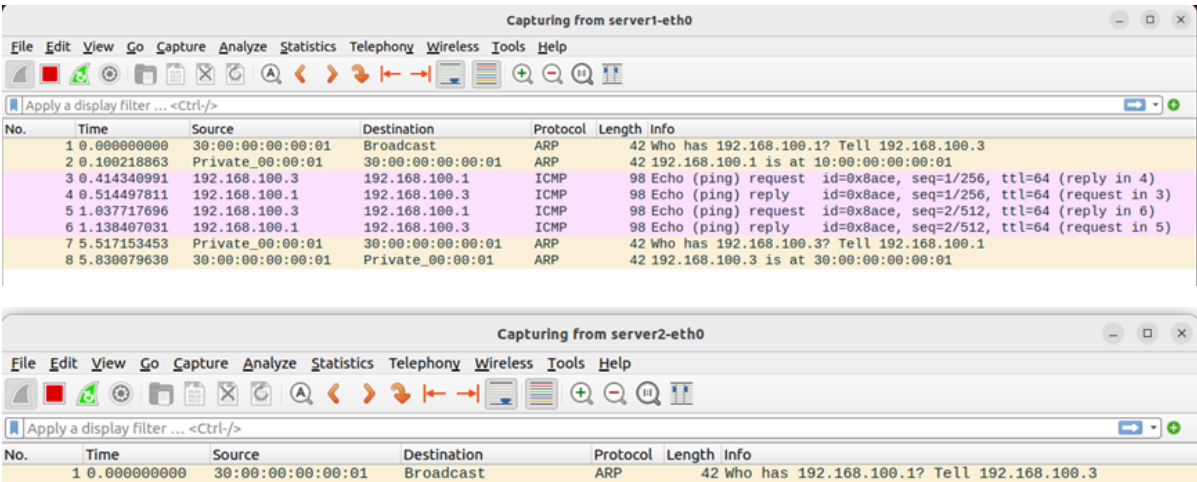 Capturing from server1-eth0
File Edit View Go Capture Analyze Statistics Telephony Wireless Tools Help
Apply a display filter ... <Ctrl-/>
No. Time Source Destination Protocol Length Info
1 0.000000000 30:00:00:00:00:01 Broadcast ARP 42 Who has 192.168.100.1? Tell 192.168.100.3
2 0.100218863 Private_00:00:01 30:00:00:00:00:01 ARP 42 192.168.100.1 is at 10:00:00:00:00:01
3 0.414340991 192.168.100.3 192.168.100.1 ICMP 98 Echo (ping) request id=0x8ace, seq=1/256, ttl=64 (reply in 4)
4 0.514497811 192.168.100.1 192.168.100.3 ICMP 98 Echo (ping) reply id=0x8ace, seq=1/256, ttl=64 (request in 3)
5 1.037717696 192.168.100.3 192.168.100.1 ICMP 98 Echo (ping) request id=0x8ace, seq=2/512, ttl=64 (reply in 6)
6 1.138407031 192.168.100.1 192.168.100.3 ICMP 98 Echo (ping) reply id=0x8ace, seq=2/512, ttl=64 (request in 5)
7 5.517153453 Private_00:00:01 30:00:00:00:00:01 ARP 42 Who has 192.168.100.3? Tell 192.168.100.1
8 5.830079630 30:00:00:00:00:01 Private_00:00:01 ARP 42 192.168.100.3 is at 30:00:00:00:00:01
Capturing from server2-eth0
File Edit View Go Capture Analyze Statistics Telephony Wireless Tools Help
Apply a display filter ... <Ctrl-/>
No. Time Source Destination Protocol Length Info
1 0.000000000 30:00:00:00:00:01 Broadcast ARP 42 Who has 192.168.100.1? Tell 192.168.100.3